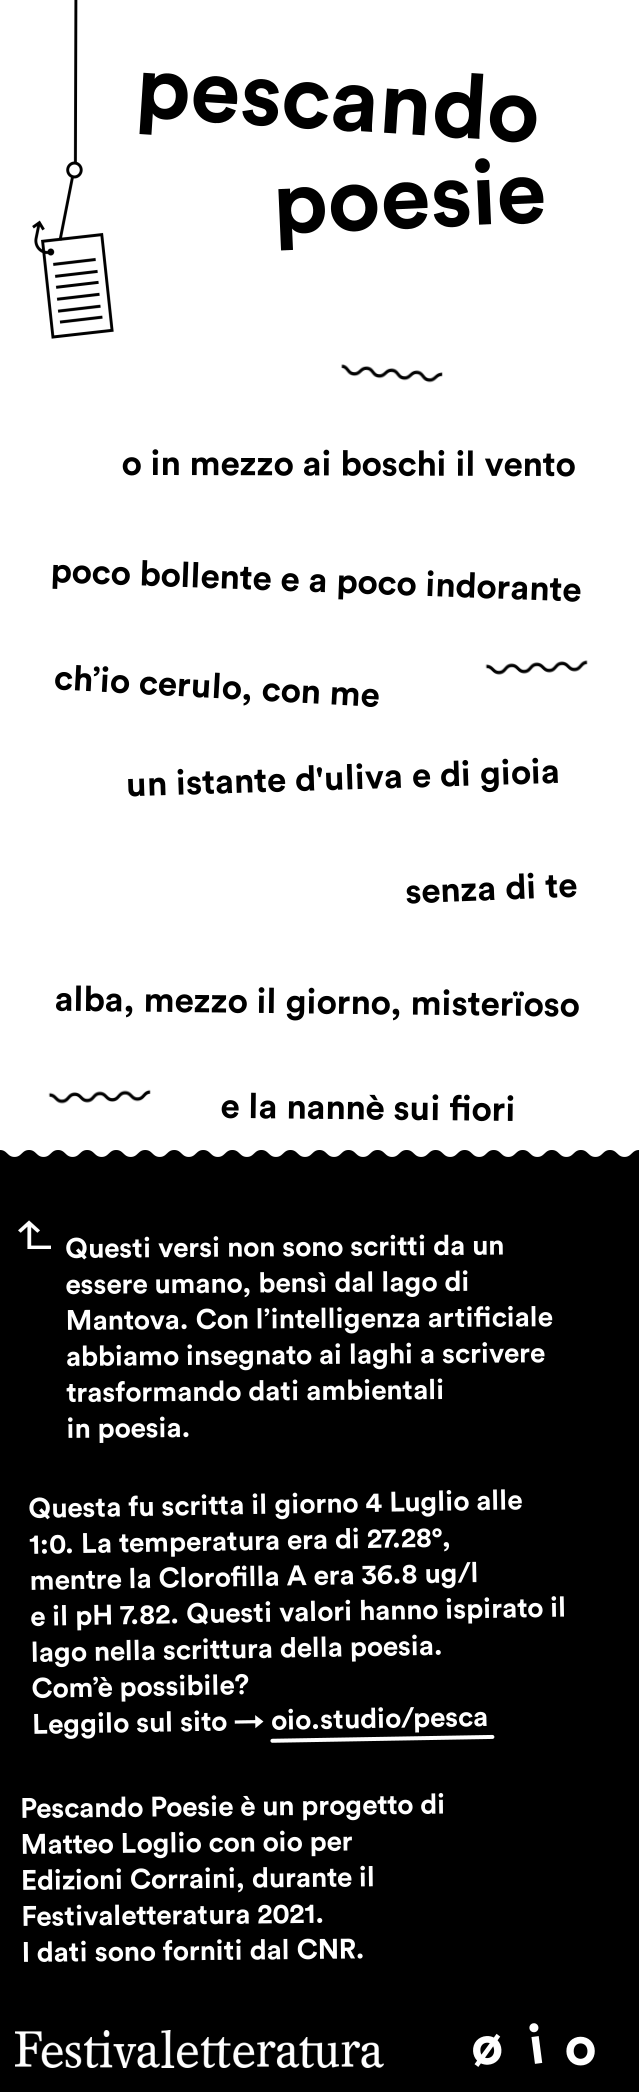 pescando
poesie
o in mezzo ai boschi il vento
poco bollente e a poco indorante
ch’io cerulo, con me
un istante d'uliva e di gioia
senza di te
alba, mezzo il giorno, misterïoso
e la nannè sui fiori
Questi versi non sono scritti da un
essere umano, bensì dal lago di
Mantova. Con l’intelligenza artificiale
abbiamo insegnato ai laghi a scrivere
trasformando dati ambientali
in poesia.
Questa fu scritta il giorno 4 Luglio alle
1:0. La temperatura era di 27.28°,
mentre la Clorofilla A era 36.8 ug/l
e il pH 7.82. Questi valori hanno ispirato il
lago nella scrittura della poesia.
Com’è possibile?
Leggilo sul sito → oio.studio/pesca
Pescando Poesie è un progetto di
Matteo Loglio con oio per
Edizioni Corraini, durante il
Festivaletteratura 2021.
I dati sono forniti dal CNR.
Festivaletteratura
ø i o